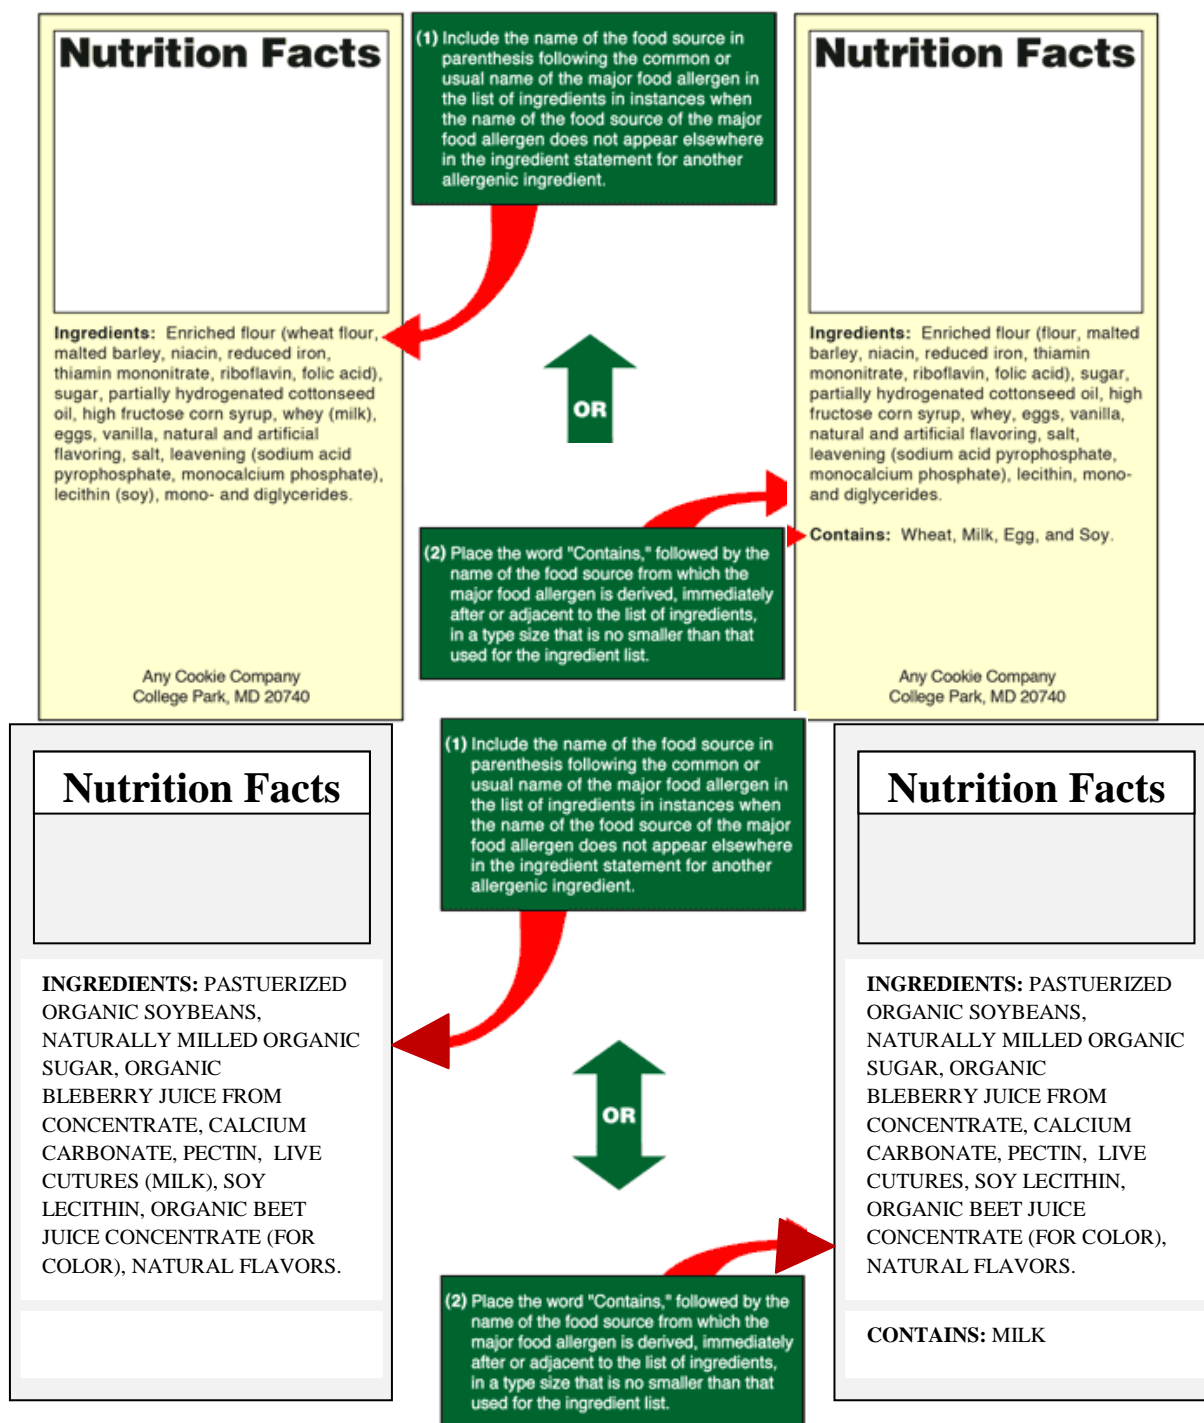 Nutrition Facts
Ingredients: Enriched flour (wheat flour,
malted barley, niacin, reduced iron,
thiamin mononitrate, riboflavin, folic acid),
sugar, partially hydrogenated cottonseed
oil, high fructose corn syrup, whey (milk),
eggs, vanilla, natural and artificial
flavoring, salt, leavening (sodium acid
pyrophosphate, monocalcium phosphate),
lecithin (soy), mono- and diglycerides.
Any Cookie Company
College Park, MD 20740
(1) Include the name of the food source in
parenthesis following the common or
usual name of the major food allergen in
the list of ingredients in instances when
the name of the food source of the major
food allergen does not appear elsewhere
in the ingredient statement for another
allergenic ingredient.
OR
(2) Place the word "Contains," followed by the
name of the food source from which the
major food allergen is derived, immediately
after or adjacent to the list of ingredients,
in a type size that is no smaller than that
used for the ingredient list.
Nutrition Facts
Ingredients: Enriched flour (flour, malted
barley, niacin, reduced iron, thiamin
mononitrate, riboflavin, folic acid), sugar,
partially hydrogenated cottonseed oil, high
fructose corn syrup, whey, eggs, vanilla,
natural and artificial flavoring, salt,
leavening (sodium acid pyrophosphate,
monocalcium phosphate), lecithin, mono-
and diglycerides.
Contains: Wheat, Milk, Egg, and Soy.
Any Cookie Company
College Park, MD 20740
Nutrition Facts
INGREDIENTS: PASTUERIZED
ORGANIC SOYBEANS,
NATURALLY MILLED ORGANIC
SUGAR, ORGANIC
BLEBERRY JUICE FROM
CONCENTRATE, CALCIUM
CARBONATE, PECTIN, LIVE
CUTURES (MILK), SOY
LECITHIN, ORGANIC BEET
JUICE CONCENTRATE (FOR
COLOR), NATURAL FLAVORS.
(1) Include the name of the food source in
parenthesis following the common or
usual name of the major food allergen in
the list of ingredients in instances when
the name of the food source of the major
food allergen does not appear elsewhere
in the ingredient statement for another
allergenic ingredient.
OR
(2) Place the word "Contains," followed by the
name of the food source from which the
major food allergen is derived, immediately
after or adjacent to the list of ingredients,
in a type size that is no smaller than that
used for the ingredient list.
Nutrition Facts
INGREDIENTS: PASTUERIZED
ORGANIC SOYBEANS,
NATURALLY MILLED ORGANIC
SUGAR, ORGANIC
BLEBERRY JUICE FROM
CONCENTRATE, CALCIUM
CARBONATE, PECTIN, LIVE
CUTURES, SOY LECITHIN,
ORGANIC BEET JUICE
CONCENTRATE (FOR COLOR),
NATURAL FLAVORS.
CONTAINS: MILK